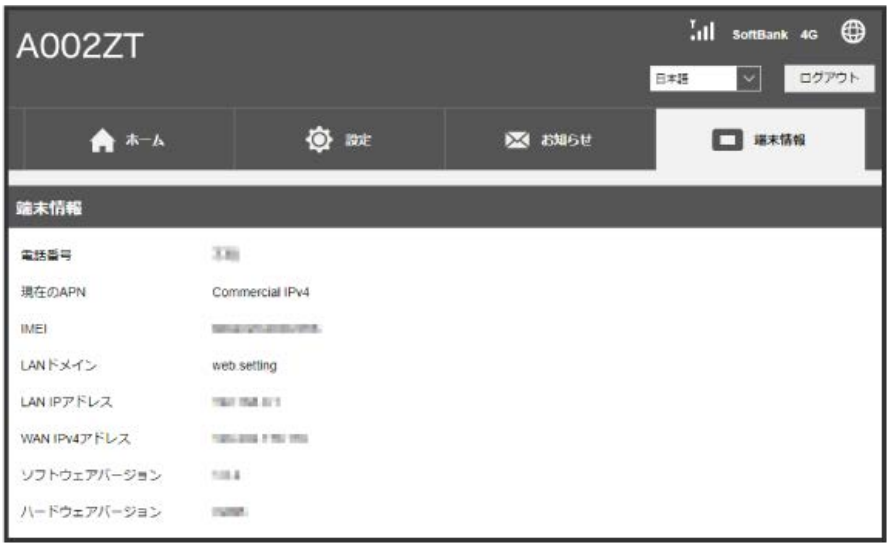 A002ZT
SoftBank 4G
日本語
ログアウト
ホーム
設定
お知らせ
端末情報
端末情報
電話番号
現在のAPN Commercial IPv4
IMEI
LANドメイン web.setting
LAN IPアドレス
WAN IPv4アドレス
ソフトウェアバージョン
ハードウェアバージョン